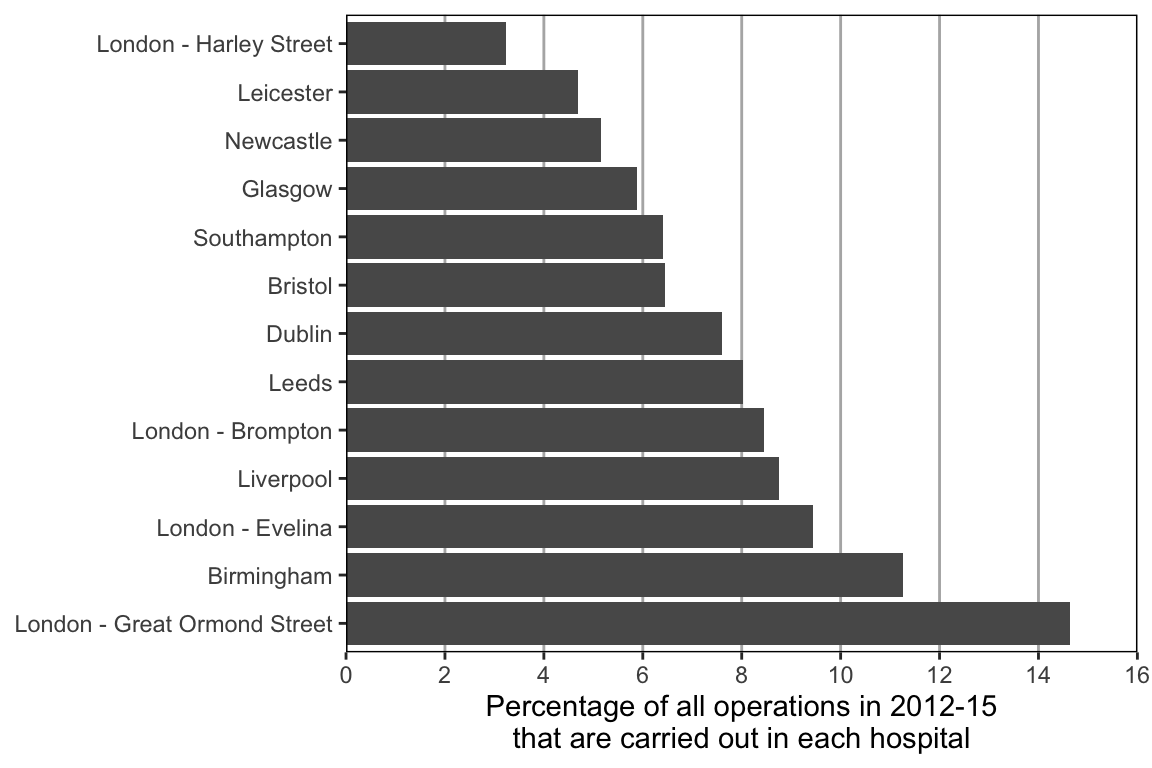 London - Harley Street
Leicester
Newcastle
Glasgow
Southampton
Bristol
Dublin
Leeds
London - Brompton
Liverpool
London - Evelina
Birmingham
London - Great Ormond Street
0 2 4 6 8 10 12 14 16
Percentage of all operations in 2012-15
that are carried out in each hospital